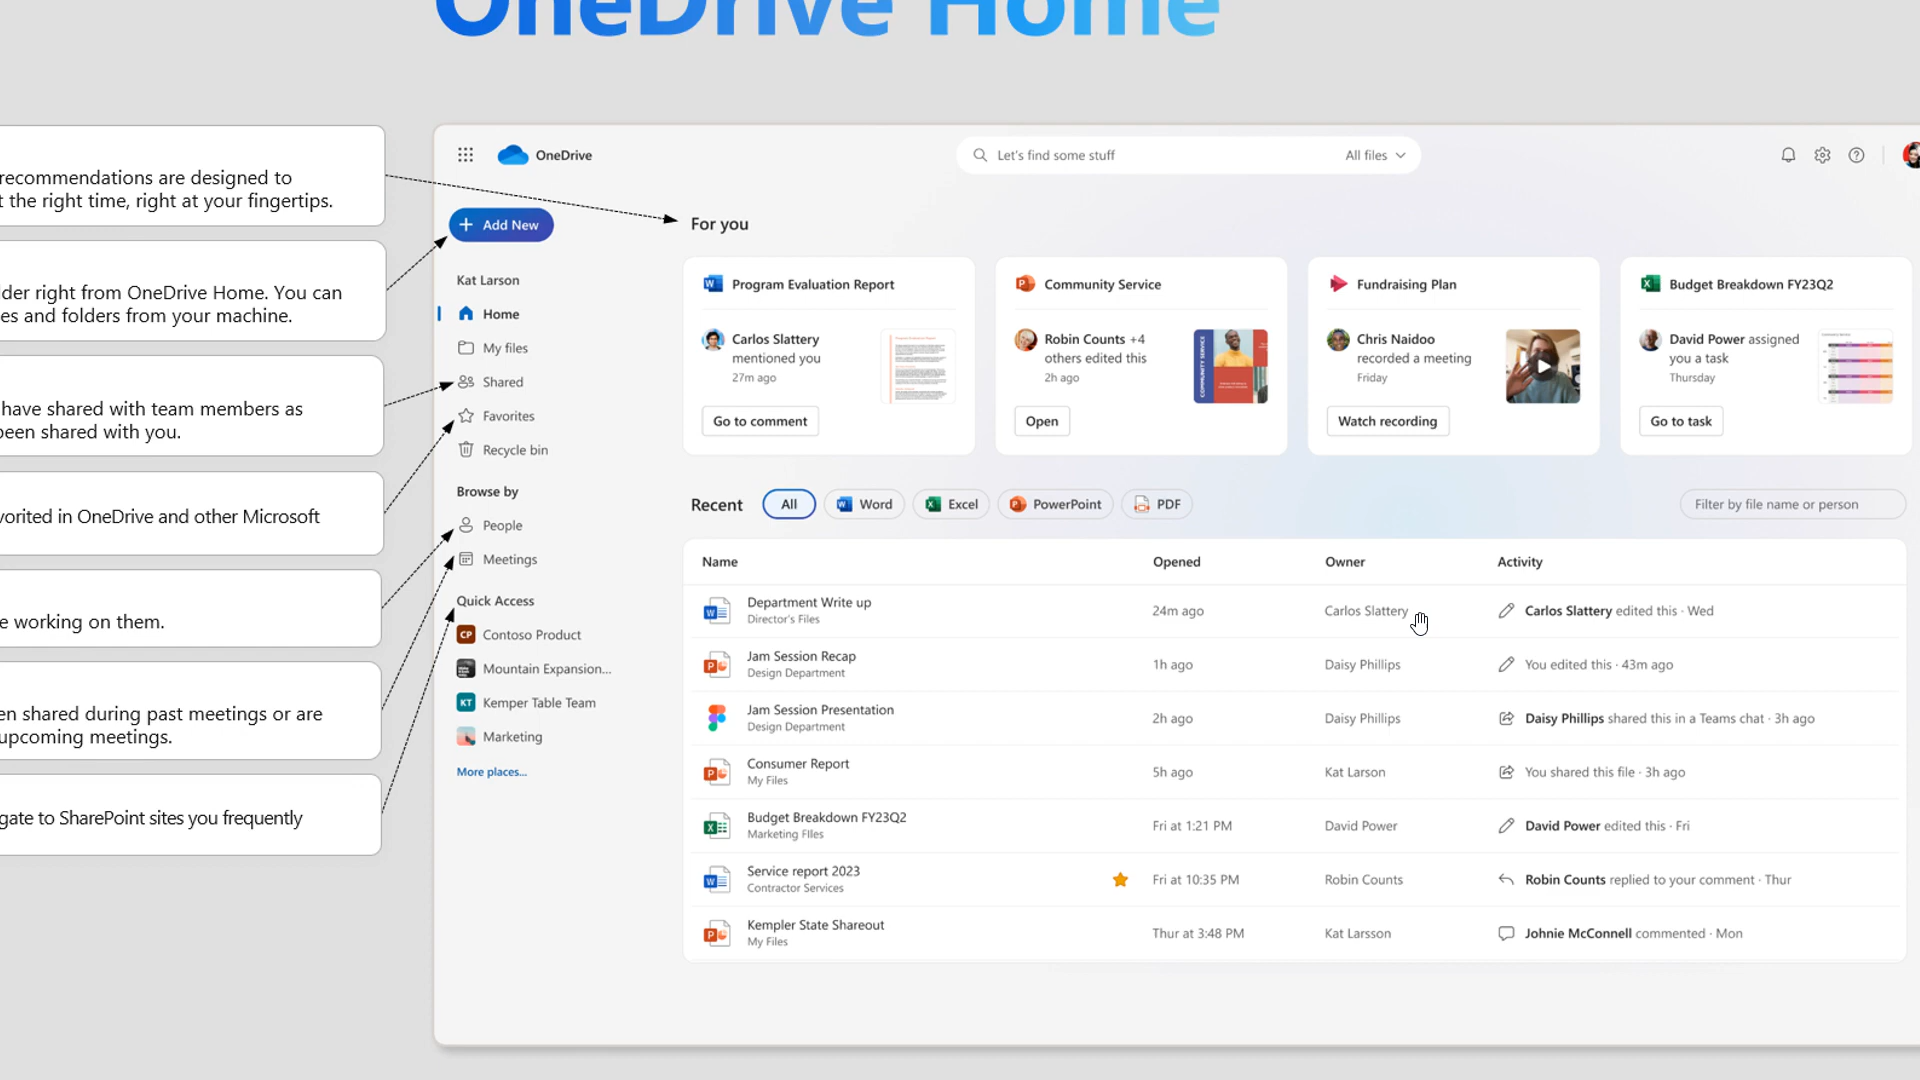 OneDrive Home
recommendations are designed to
the right time, right at your fingertips.
right from OneDrive Home. You can
and folders from your machine.
have shared with team members as
been shared with you.
in OneDrive and other Microsoft
working on them.
shared during past meetings or are
upcoming meetings.
to SharePoint sites you frequently
OneDrive
Let's find some stuff
All files
Add New
Kat Larson
Home
My files
Shared
Favorites
Recycle bin
Browse by
People
Meetings
Quick Access
CP Contoso Product
Mountain Expansion...
KT Kemper Table Team
Marketing
More places...
For you
Program Evaluation Report
Carlos Slattery
mentioned you
27m ago
Go to comment
Community Service
Robin Counts +4
others edited this
2h ago
COMMUNITY SERVICE
Open
Fundraising Plan
Chris Naidoo
recorded a meeting
Friday
Watch recording
Budget Breakdown FY23Q2
David Power assigned
you a task
Thursday
Go to task
Recent
All
Word
Excel
PowerPoint
PDF
Filter by file name or person
Name Opened Owner Activity
Department Write up 24m ago Carlos Slattery Carlos Slattery edited this · Wed
Director's Files
Jam Session Recap 1h ago Daisy Phillips You edited this · 43m ago
Design Department
Jam Session Presentation 2h ago Daisy Phillips Daisy Phillips shared this in a Teams chat · 3h ago
Design Department
Consumer Report 5h ago Kat Larson You shared this file · 3h ago
My Files
Budget Breakdown FY23Q2 Fri at 1:21 PM David Power David Power edited this · Fri
Marketing FIles
Service report 2023 Fri at 10:35 PM Robin Counts Robin Counts replied to your comment · Thur
Contractor Services
Kempler State Shareout Thur at 3:48 PM Kat Larsson Johnie McConnell commented · Mon
My Files